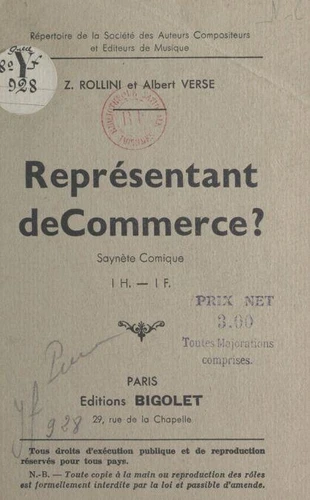 Répertoire de la Société des Auteurs Compositeurs
et Editeurs de Musique
8º
928
Z. ROLLINI et Albert VERSE
Représentant
deCommerce?
Saynète Comique
1 H. — 1 F.
PRIX NET
3.00
Toutes Majorations
comprises.
PARIS
Editions BIGOLET
29, rue de la Chapelle
Yf
928
Tous droits d'exécution publique et de reproduction
réservés pour tous pays.
N.-B. — Toute copie à la main ou reproduction des rôles
est formellement interdite par la loi et passible d'amende.